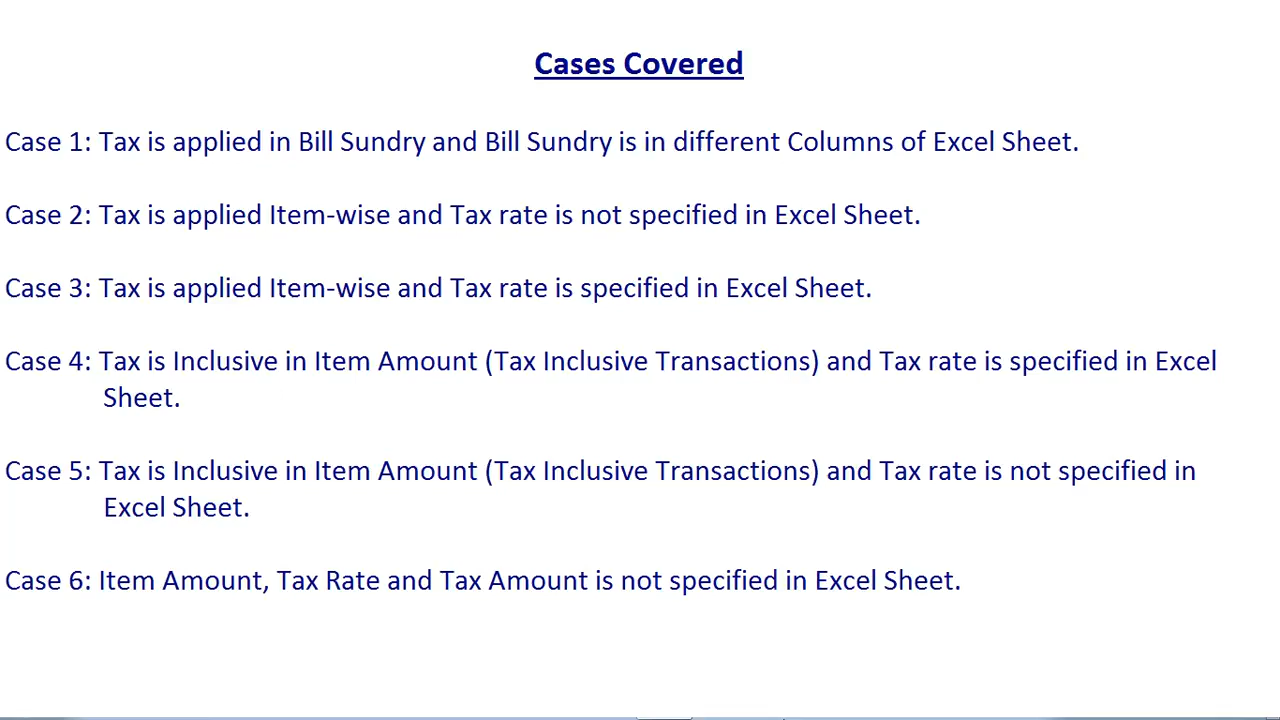 Cases Covered
Case 1: Tax is applied in Bill Sundry and Bill Sundry is in different Columns of Excel Sheet.
Case 2: Tax is applied Item-wise and Tax rate is not specified in Excel Sheet.
Case 3: Tax is applied Item-wise and Tax rate is specified in Excel Sheet.
Case 4: Tax is Inclusive in Item Amount (Tax Inclusive Transactions) and Tax rate is specified in Excel
Sheet.
Case 5: Tax is Inclusive in Item Amount (Tax Inclusive Transactions) and Tax rate is not specified in
Excel Sheet.
Case 6: Item Amount, Tax Rate and Tax Amount is not specified in Excel Sheet.